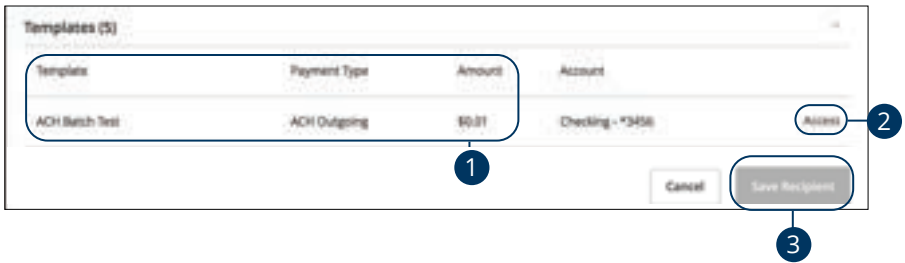 Templates (5)
Template Payment Type Amount Account
ACH Batch Test ACH Outgoing $0.01 Checking - *3456 Access
2
1
Cancel Save Recipient
3